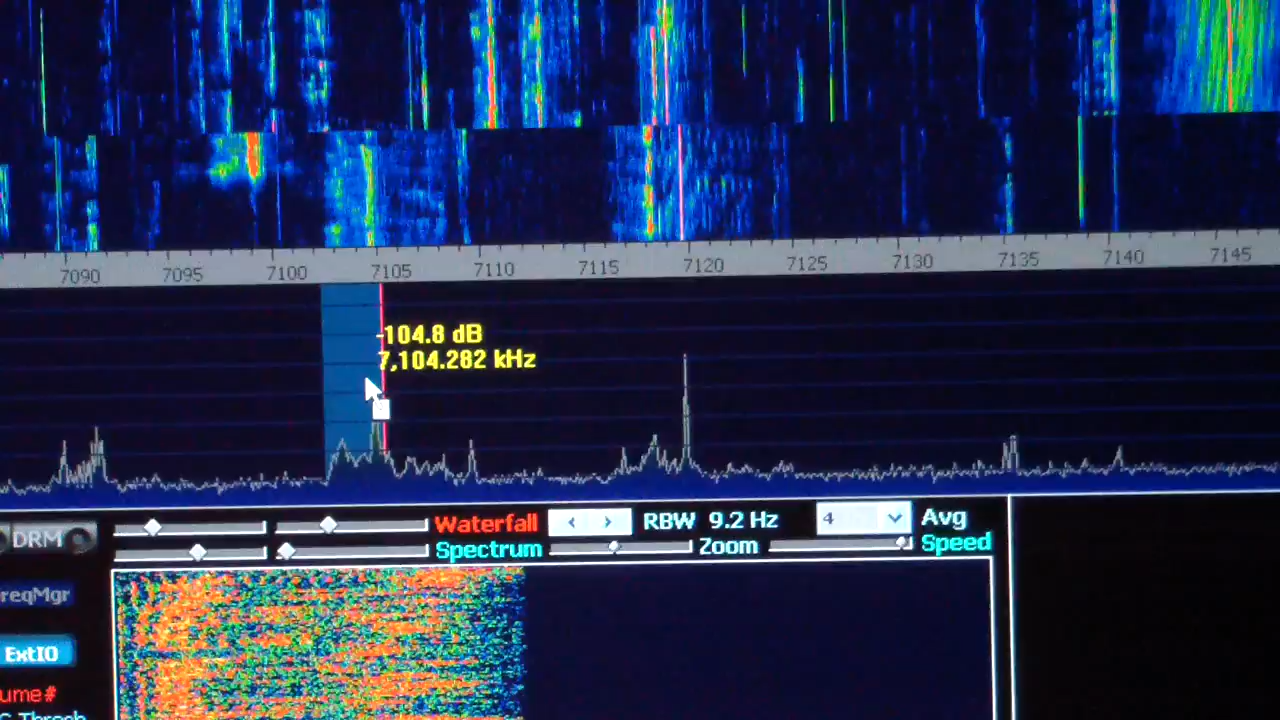 7090 7095 7100 7105 7110 7115 7120 7125 7130 7135 7140 7145
-104.8 dB
7,104.282 kHz
DRM
Waterfall RBW 9.2 Hz 4 Avg
Spectrum Zoom Speed
reqMgr
ExtIO
ume#